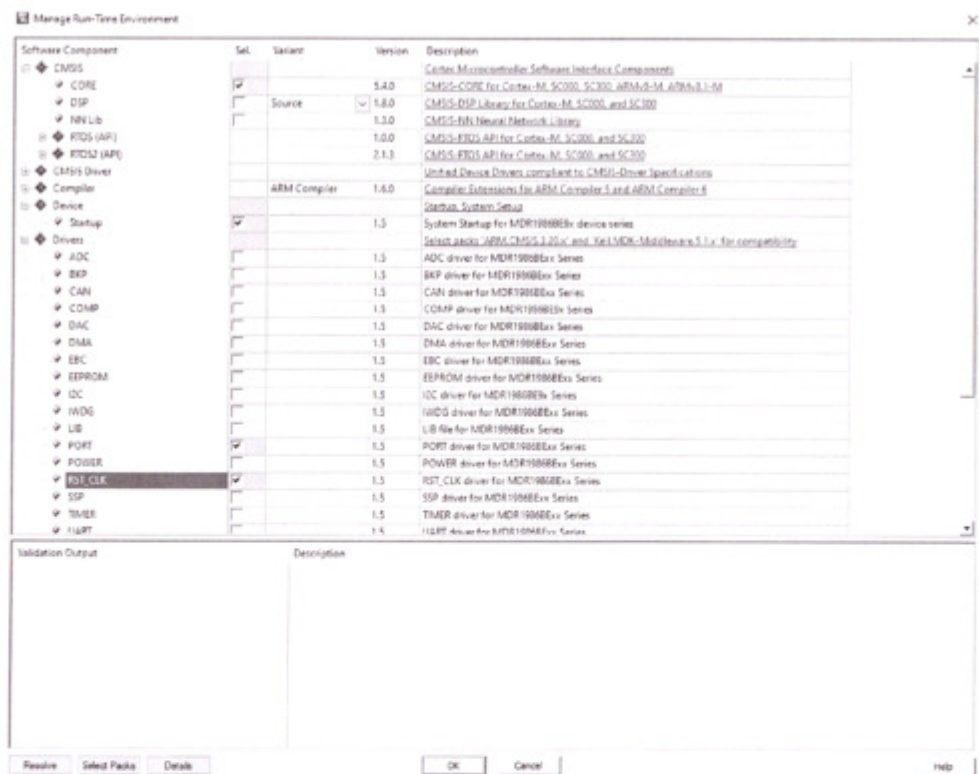 Manage Run-Time Environment
Software Component Sel. Variant Version Description
CMSIS Cortex Microcontroller Software Interface Components
CORE 5.4.0 CMSIS-CORE for Cortex-M, SC000, SC300, ARMv8-M, ARMv8.1-M
DSP Source 1.8.0 CMSIS-DSP Library for Cortex-M, SC000, and SC300
NN Lib 1.3.0 CMSIS-NN Neural Network Library
RTOS (API) 1.0.0 CMSIS-RTOS API for Cortex-M, SC000, and SC300
RTOS2 (API) 2.1.3 CMSIS-RTOS API for Cortex-M, SC000, and SC300
CMSIS Driver Unified Device Drivers compliant to CMSIS-Driver Specifications
Compiler ARM Compiler 1.6.0 Compiler Extensions for ARM Compiler 5 and ARM Compiler 6
Device Startup, System Setup
Startup 1.5 System Startup for MDR1986BE9x device series
Drivers Select packs 'ARM.CMSIS.3.20.x' and 'Keil.MDK-Middleware.5.1.x' for compatibility
ADC 1.5 ADC driver for MDR1986BExx Series
BKP 1.5 BKP driver for MDR1986BExx Series
CAN 1.5 CAN driver for MDR1986BExx Series
COMP 1.5 COMP driver for MDR1986BE9x Series
DAC 1.5 DAC driver for MDR1986BExx Series
DMA 1.5 DMA driver for MDR1986BExx Series
EBC 1.5 EBC driver for MDR1986BExx Series
EEPROM 1.5 EEPROM driver for MDR1986BExx Series
I2C 1.5 I2C driver for MDR1986BE9x Series
IWDG 1.5 IWDG driver for MDR1986BExx Series
LIB 1.5 LIB file for MDR1986BExx Series
PORT 1.5 PORT driver for MDR1986BExx Series
POWER 1.5 POWER driver for MDR1986BExx Series
RST_CLK 1.5 RST_CLK driver for MDR1986BExx Series
SSP 1.5 SSP driver for MDR1986BExx Series
TIMER 1.5 TIMER driver for MDR1986BExx Series
UART 1.5 UART driver for MDR1986BExx Series
Validation Output Description
Resolve Select Packs Details OK Cancel Help